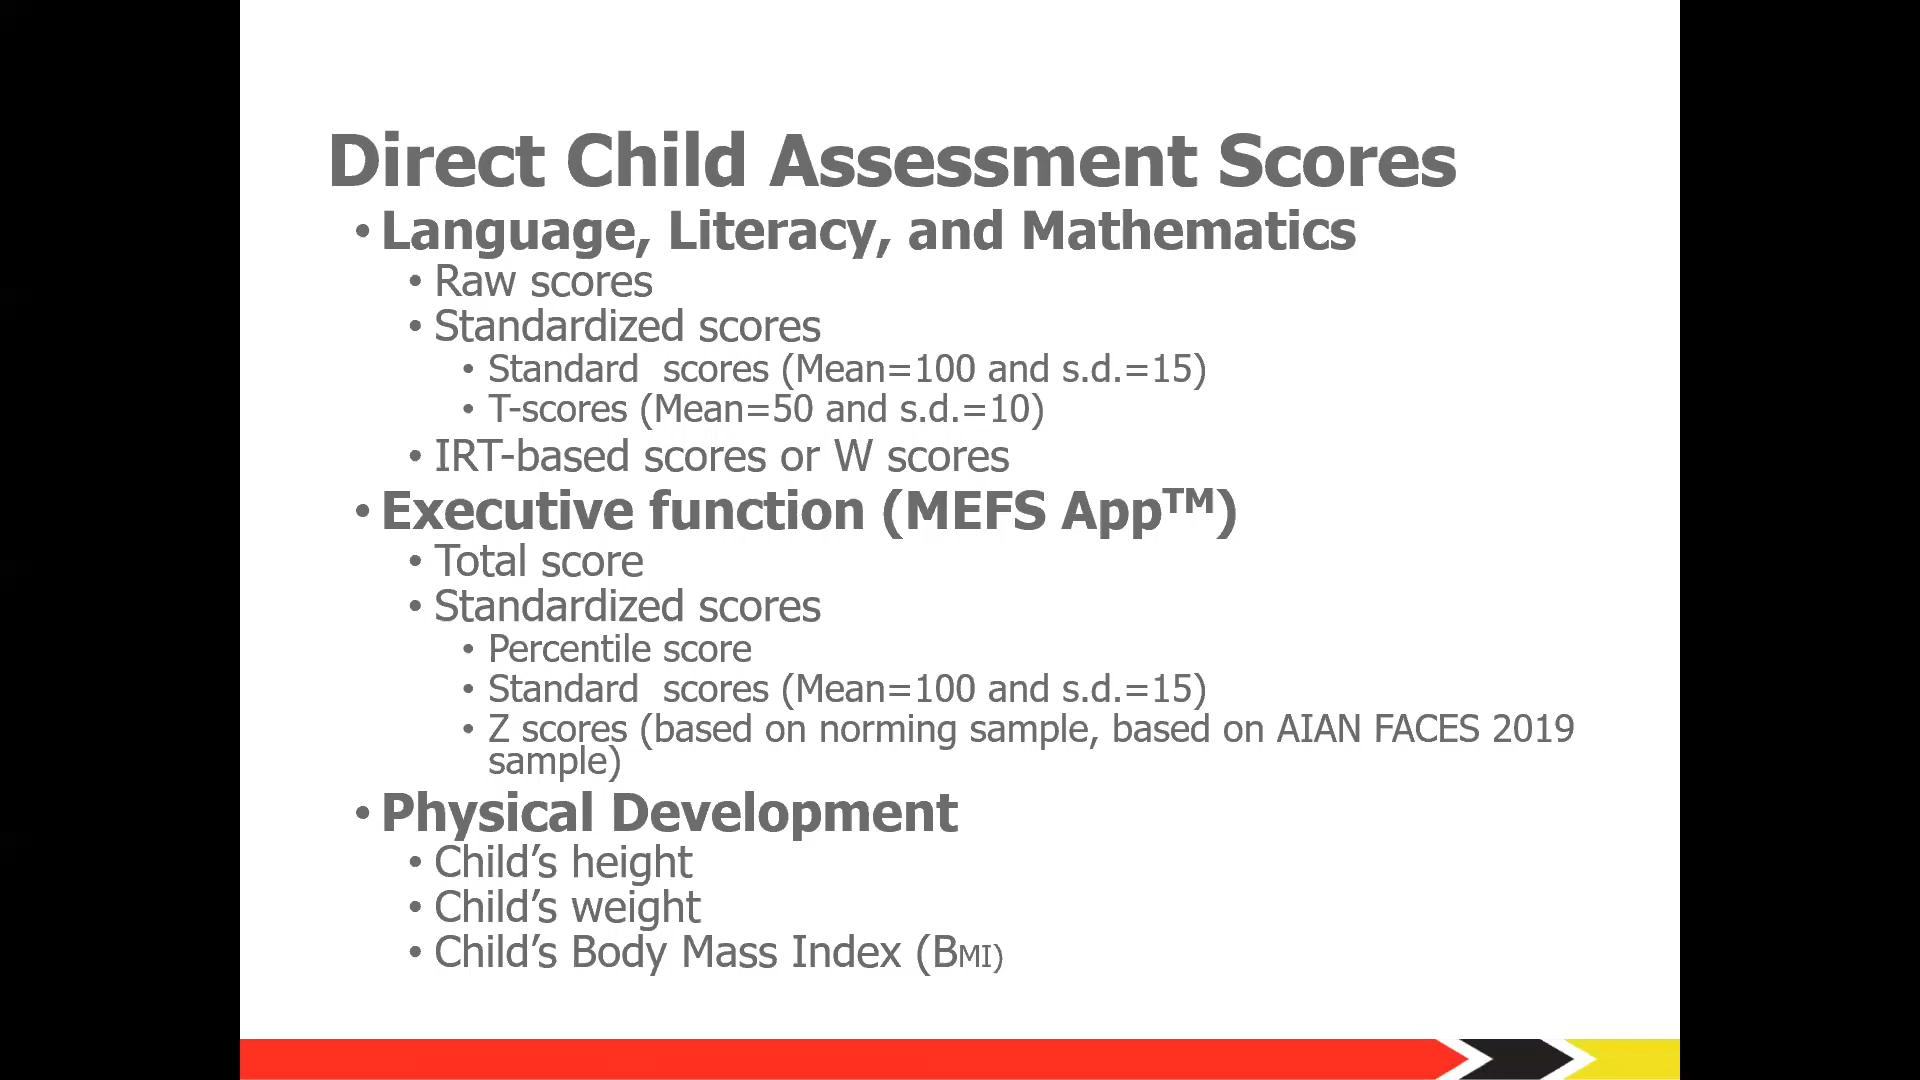 Direct Child Assessment Scores
• Language, Literacy, and Mathematics
• Raw scores
• Standardized scores
• Standard  scores (Mean=100 and s.d.=15)
• T-scores (Mean=50 and s.d.=10)
• IRT-based scores or W scores
• Executive function (MEFS App™)
• Total score
• Standardized scores
• Percentile score
• Standard  scores (Mean=100 and s.d.=15)
• Z scores (based on norming sample, based on AIAN FACES 2019
sample)
• Physical Development
• Child’s height
• Child’s weight
• Child’s Body Mass Index (BMI)